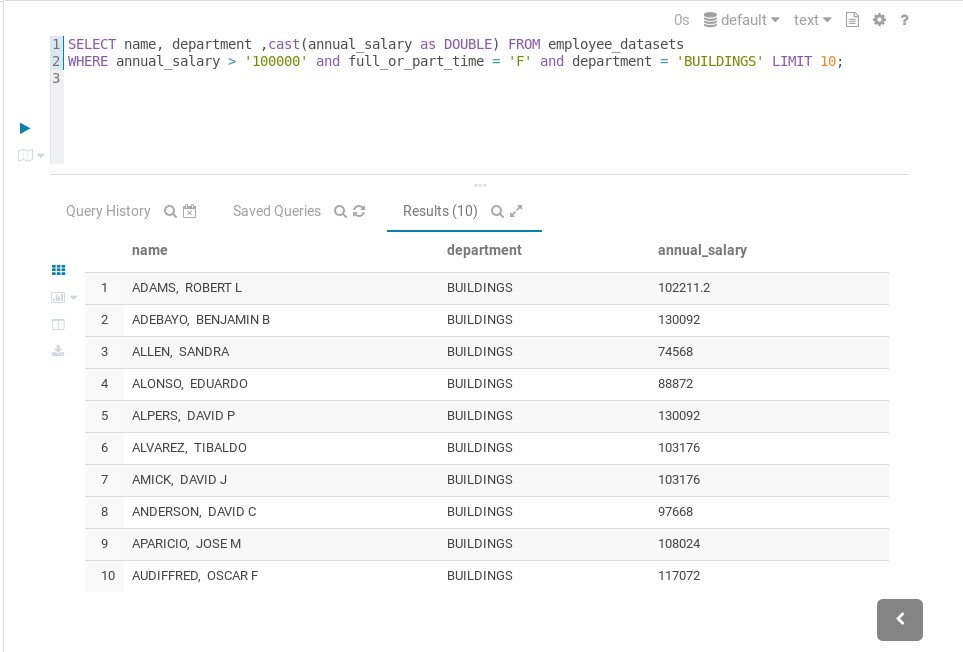 0s default text ?
1 SELECT name, department ,cast(annual_salary as DOUBLE) FROM employee_datasets
2 WHERE annual_salary > '100000' and full_or_part_time = 'F' and department = 'BUILDINGS' LIMIT 10;
3
Query History Saved Queries Results (10)
name department annual_salary
1 ADAMS, ROBERT L BUILDINGS 102211.2
2 ADEBAYO, BENJAMIN B BUILDINGS 130092
3 ALLEN, SANDRA BUILDINGS 74568
4 ALONSO, EDUARDO BUILDINGS 88872
5 ALPERS, DAVID P BUILDINGS 130092
6 ALVAREZ, TIBALDO BUILDINGS 103176
7 AMICK, DAVID J BUILDINGS 103176
8 ANDERSON, DAVID C BUILDINGS 97668
9 APARICIO, JOSE M BUILDINGS 108024
10 AUDIFFRED, OSCAR F BUILDINGS 117072